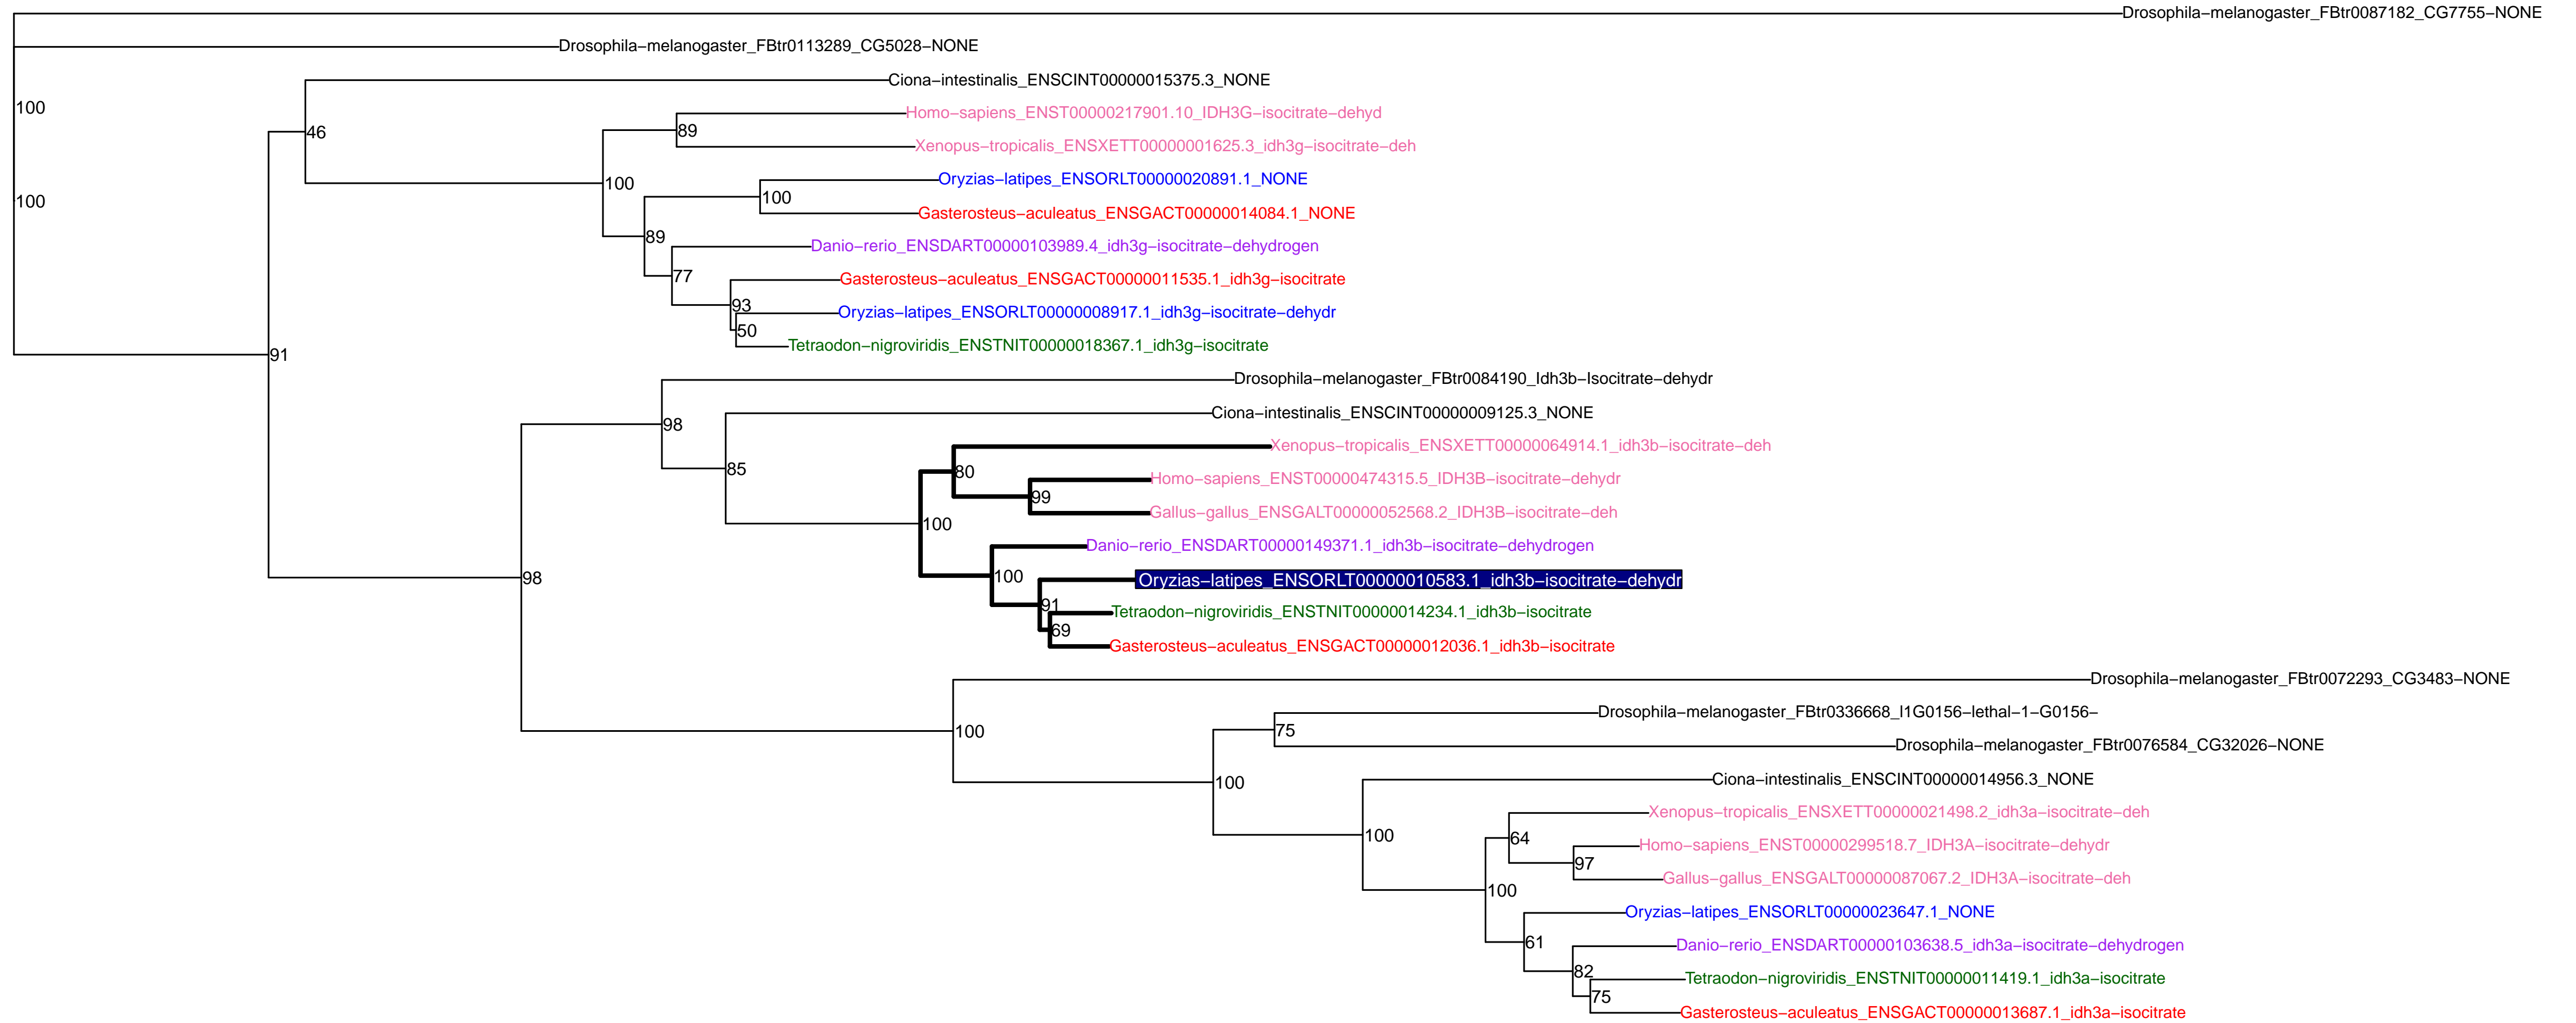 Drosophila−melanogaster_FBtr0087182_CG7755−NONE
Drosophila−melanogaster_FBtr0113289_CG5028−NONE
Ciona−intestinalis_ENSCINT00000015375.3_NONE
100
Homo−sapiens_ENST00000217901.10_IDH3G−isocitrate−dehyd
46
89
Xenopus−tropicalis_ENSXETT00000001625.3_idh3g−isocitrate−deh
Oryzias−latipes_ENSORLT00000020891.1_NONE
100
100
100
Gasterosteus−aculeatus_ENSGACT00000014084.1_NONE
89
Danio−rerio_ENSDART00000103989.4_idh3g−isocitrate−dehydrogen
77
Gasterosteus−aculeatus_ENSGACT00000011535.1_idh3g−isocitrate
93
Oryzias−latipes_ENSORLT00000008917.1_idh3g−isocitrate−dehydr
50
Tetraodon−nigroviridis_ENSTNIT00000018367.1_idh3g−isocitrate
91
Drosophila−melanogaster_FBtr0084190_Idh3b−Isocitrate−dehydr
Ciona−intestinalis_ENSCINT00000009125.3_NONE
98
Xenopus−tropicalis_ENSXETT00000064914.1_idh3b−isocitrate−deh
85
80
Homo−sapiens_ENST00000474315.5_IDH3B−isocitrate−dehydr
99
Gallus−gallus_ENSGALT00000052568.2_IDH3B−isocitrate−deh
100
Danio−rerio_ENSDART00000149371.1_idh3b−isocitrate−dehydrogen
98
100
Oryzias−latipes_ENSORLT00000010583.1_idh3b−isocitrate−dehydr
91
Tetraodon−nigroviridis_ENSTNIT00000014234.1_idh3b−isocitrate
69
Gasterosteus−aculeatus_ENSGACT00000012036.1_idh3b−isocitrate
Drosophila−melanogaster_FBtr0072293_CG3483−NONE
Drosophila−melanogaster_FBtr0336668_l1G0156−lethal−1−G0156−
100
75
Drosophila−melanogaster_FBtr0076584_CG32026−NONE
100
Ciona−intestinalis_ENSCINT00000014956.3_NONE
Xenopus−tropicalis_ENSXETT00000021498.2_idh3a−isocitrate−deh
100
64
Homo−sapiens_ENST00000299518.7_IDH3A−isocitrate−dehydr
97
Gallus−gallus_ENSGALT00000087067.2_IDH3A−isocitrate−deh
100
Oryzias−latipes_ENSORLT00000023647.1_NONE
61
Danio−rerio_ENSDART00000103638.5_idh3a−isocitrate−dehydrogen
82
Tetraodon−nigroviridis_ENSTNIT00000011419.1_idh3a−isocitrate
75
Gasterosteus−aculeatus_ENSGACT00000013687.1_idh3a−isocitrate